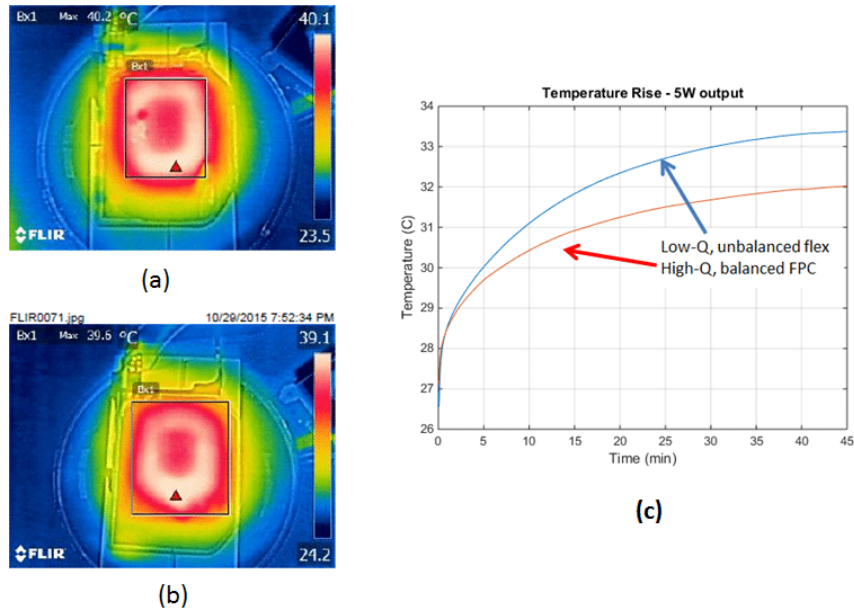 Bx1 Max 40.2 °C 40.1
Bx1
FLIR 23.5
(a)
FLIR0071.jpg 10/29/2015 7:52:34 PM
Bx1 Max 39.6 °C 39.1
Bx1
FLIR 24.2
(b)
Temperature Rise - 5W output
Temperature (C)
34
33
32
31
30
29
28
27
26
Low-Q, unbalanced flex
High-Q, balanced FPC
0 5 10 15 20 25 30 35 40 45
Time (min)
(c)